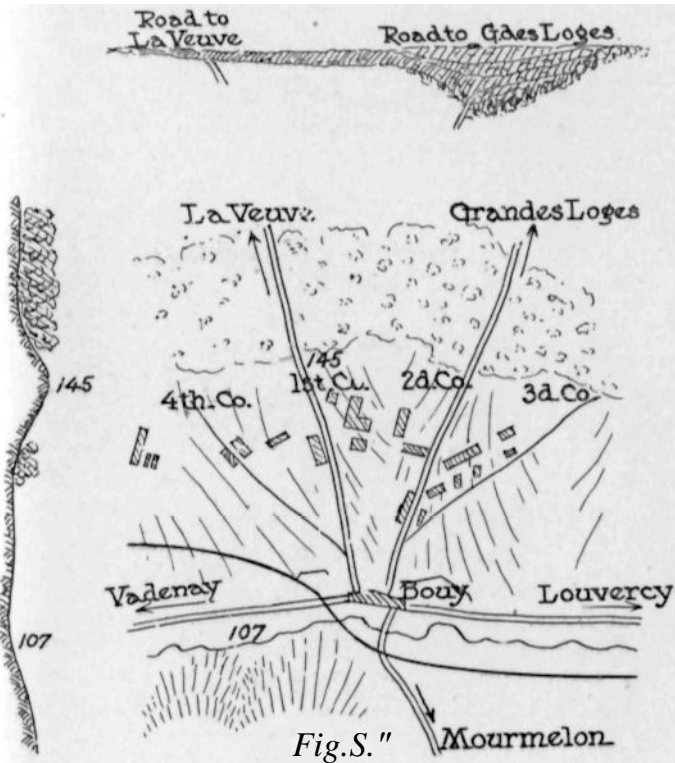 Road to
La Veuve
Road to Gdes Loges.
La Veuve
Grandes Loges
145
145
1st Co.
2d. Co.
3d. Co
4th. Co.
Vadenay
Bouy
Louvercy
107
107
Mourmelon
Fig.S."